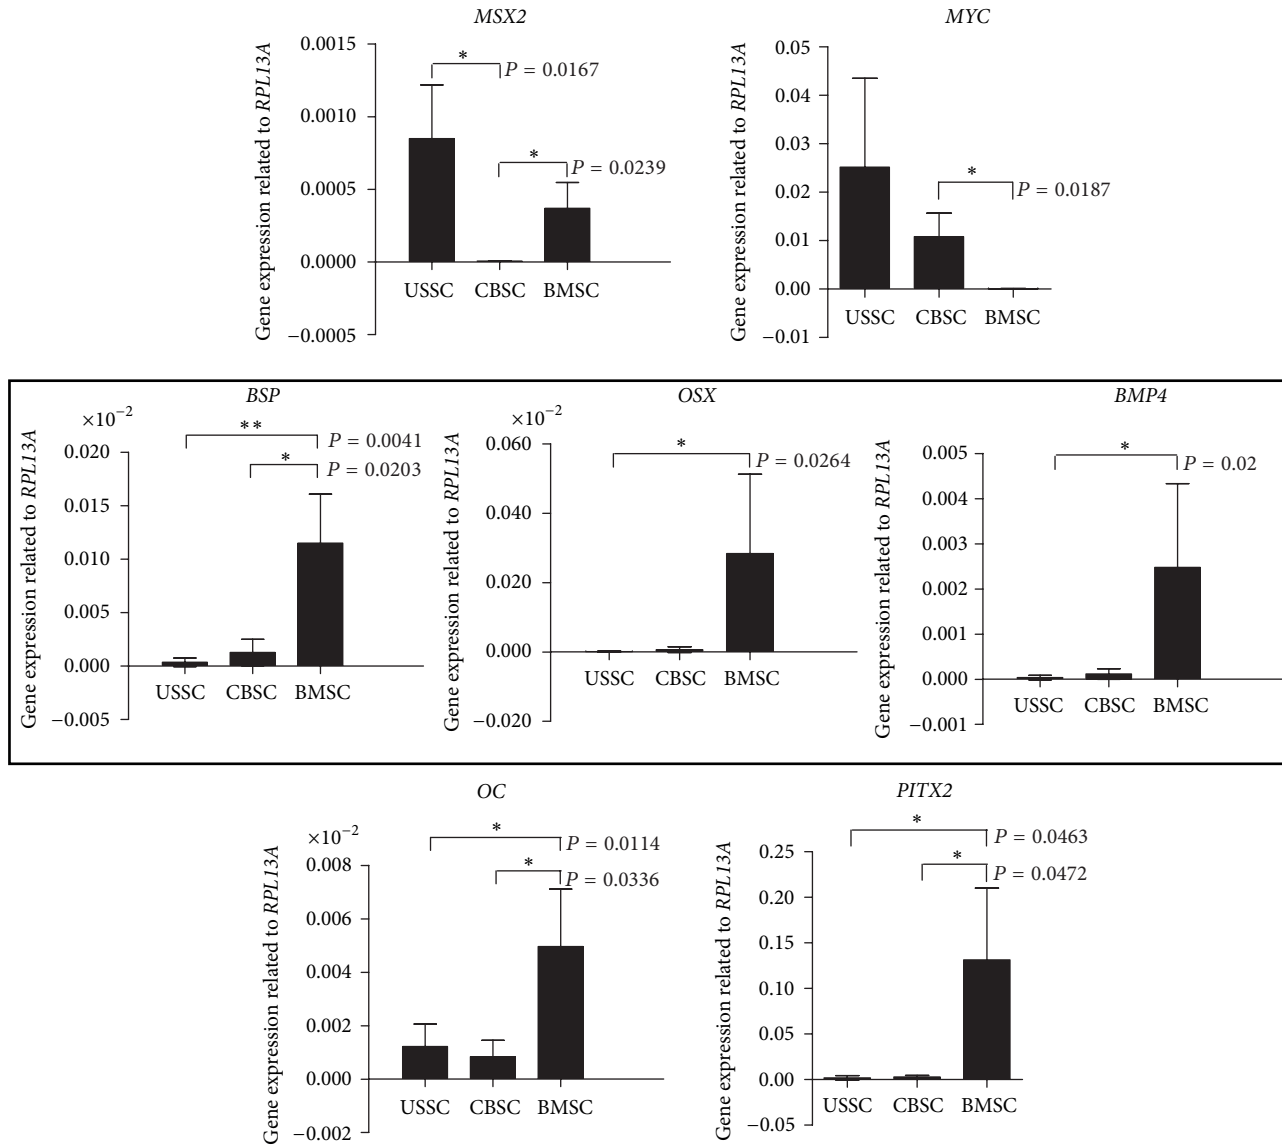 MSX2
Gene expression related to RPL13A
0.0015
0.0010
0.0005
0.0000
−0.0005
*
P = 0.0167
*
P = 0.0239
USSC CBSC BMSC
MYC
Gene expression related to RPL13A
0.05
0.04
0.03
0.02
0.01
0.00
−0.01
*
P = 0.0187
USSC CBSC BMSC
BSP
×10−2
Gene expression related to RPL13A
0.020
0.015
0.010
0.005
0.000
−0.005
**
P = 0.0041
*
P = 0.0203
USSC CBSC BMSC
OSX
×10−2
Gene expression related to RPL13A
0.060
0.040
0.020
0.000
−0.020
*
P = 0.0264
USSC CBSC BMSC
BMP4
Gene expression related to RPL13A
0.005
0.004
0.003
0.002
0.001
0.000
−0.001
*
P = 0.02
USSC CBSC BMSC
OC
×10−2
Gene expression related to RPL13A
0.008
0.006
0.004
0.002
0.000
−0.002
*
P = 0.0114
*
P = 0.0336
USSC CBSC BMSC
PITX2
Gene expression related to RPL13A
0.25
0.20
0.15
0.10
0.05
0.00
−0.05
*
P = 0.0463
*
P = 0.0472
USSC CBSC BMSC